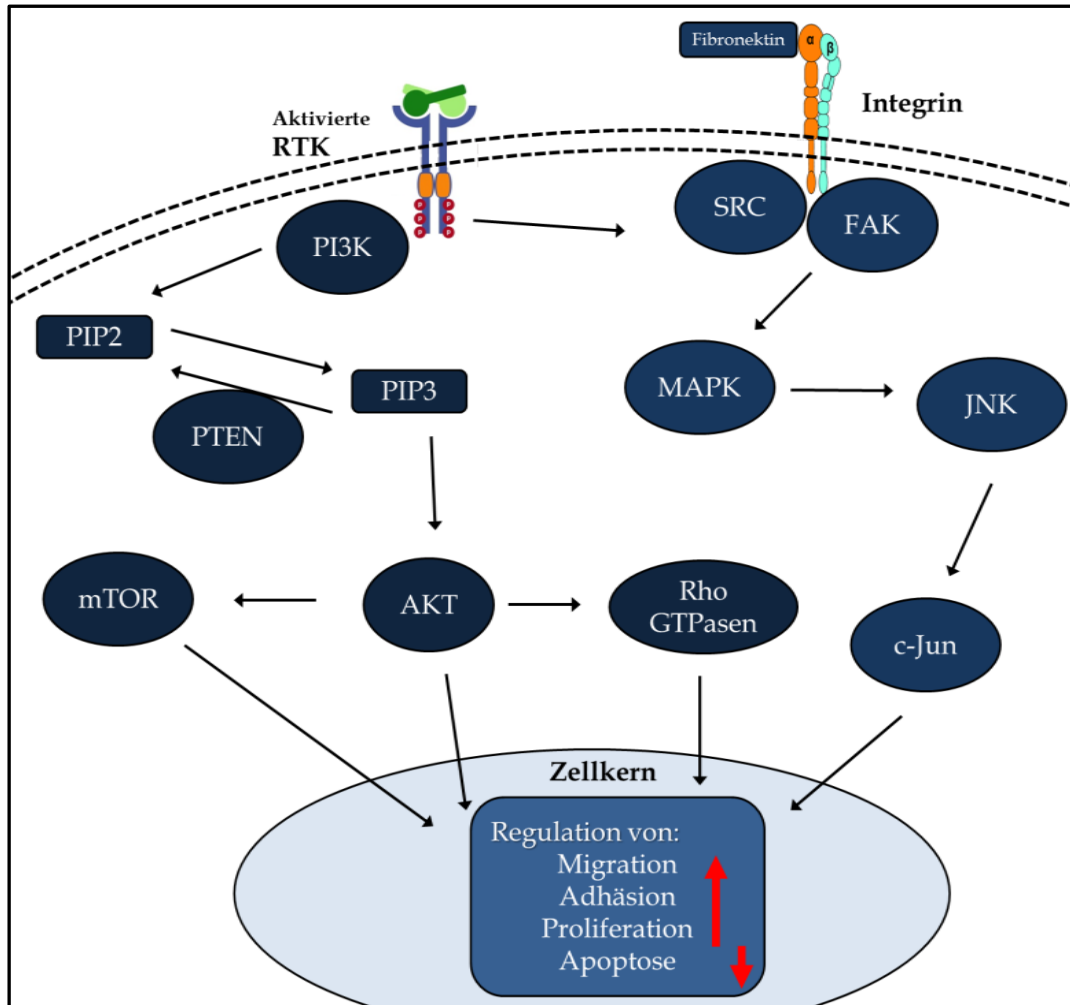 Fibronektin
α
β
Aktivierte
RTK
Integrin
P P
P P
P P
P P
SRC
FAK
PI3K
PIP2
PIP3
PTEN
MAPK
JNK
mTOR
AKT
Rho
GTPasen
c-Jun
Zellkern
Regulation von:
Migration
Adhäsion
Proliferation
Apoptose